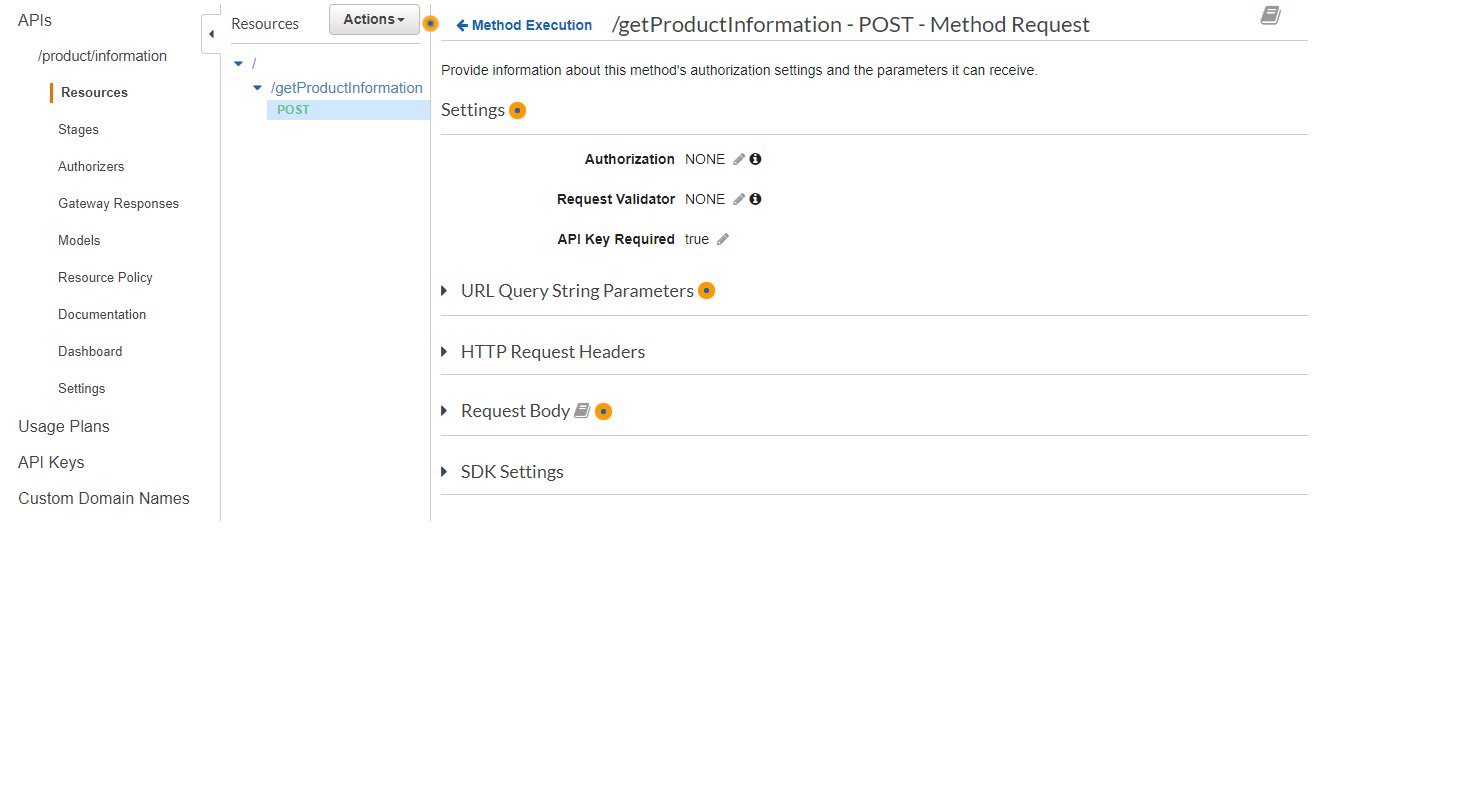 APIs
/product/information
Resources
Stages
Authorizers
Gateway Responses
Models
Resource Policy
Documentation
Dashboard
Settings
Usage Plans
API Keys
Custom Domain Names
Resources
Actions
/
/getProductInformation
POST
Method Execution
/getProductInformation - POST - Method Request
Provide information about this method's authorization settings and the parameters it can receive.
Settings
Authorization NONE
Request Validator NONE
API Key Required true
URL Query String Parameters
HTTP Request Headers
Request Body
SDK Settings